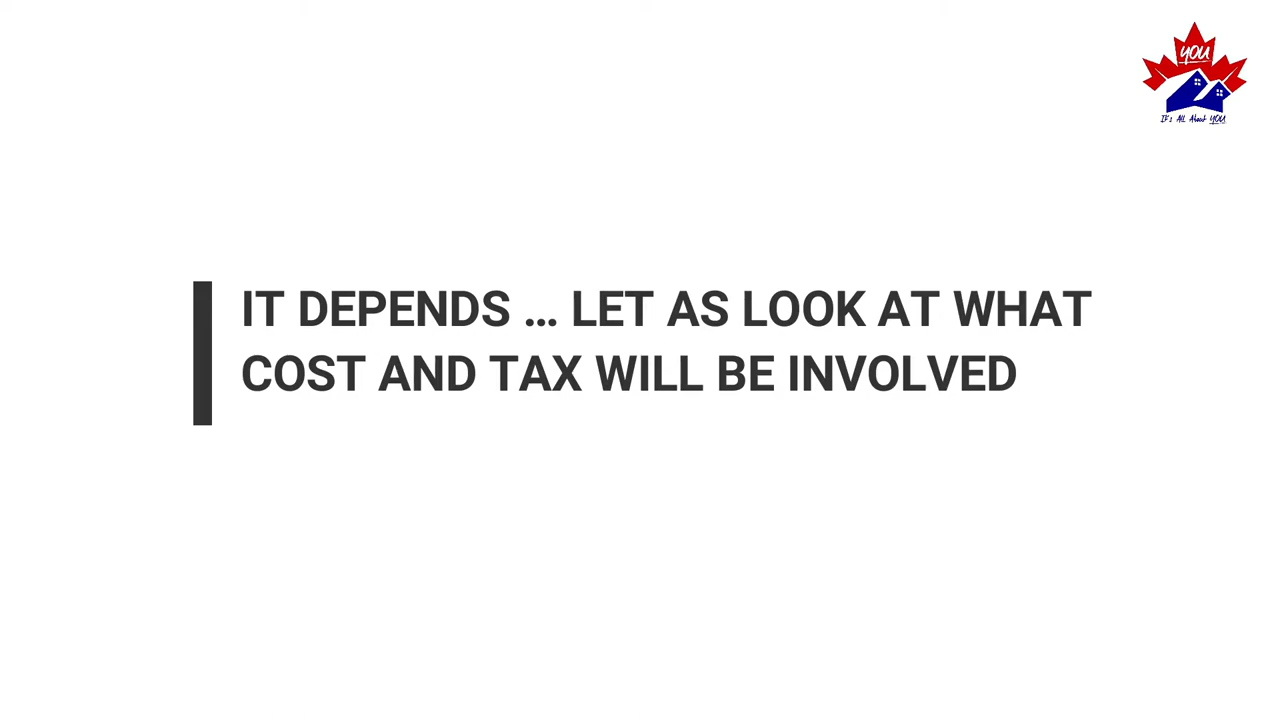 YOU
It's All About YOU
IT DEPENDS ... LET AS LOOK AT WHAT
COST AND TAX WILL BE INVOLVED